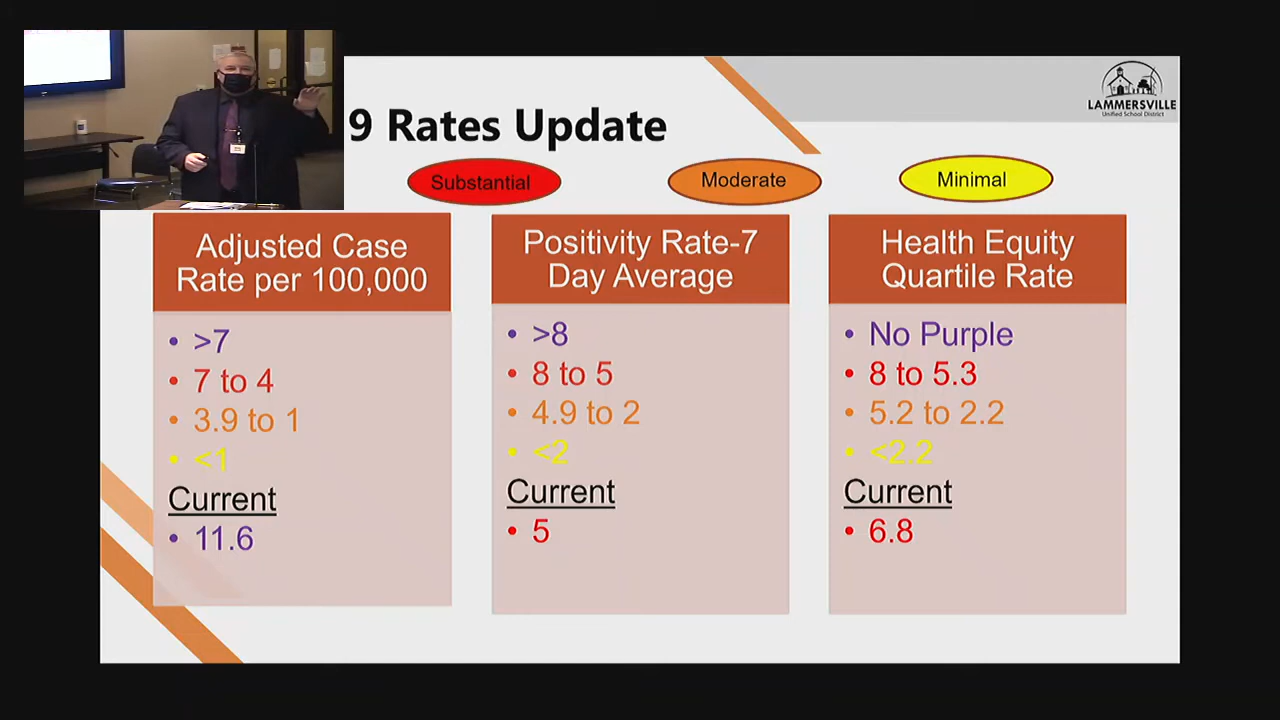 9 Rates Update
LAMMERSVILLE
Unified School District
Substantial
Moderate
Minimal
Adjusted Case
Rate per 100,000
• >7
• 7 to 4
• 3.9 to 1
• <1
Current
• 11.6
Positivity Rate-7
Day Average
• >8
• 8 to 5
• 4.9 to 2
• <2
Current
• 5
Health Equity
Quartile Rate
• No Purple
• 8 to 5.3
• 5.2 to 2.2
• <2.2
Current
• 6.8